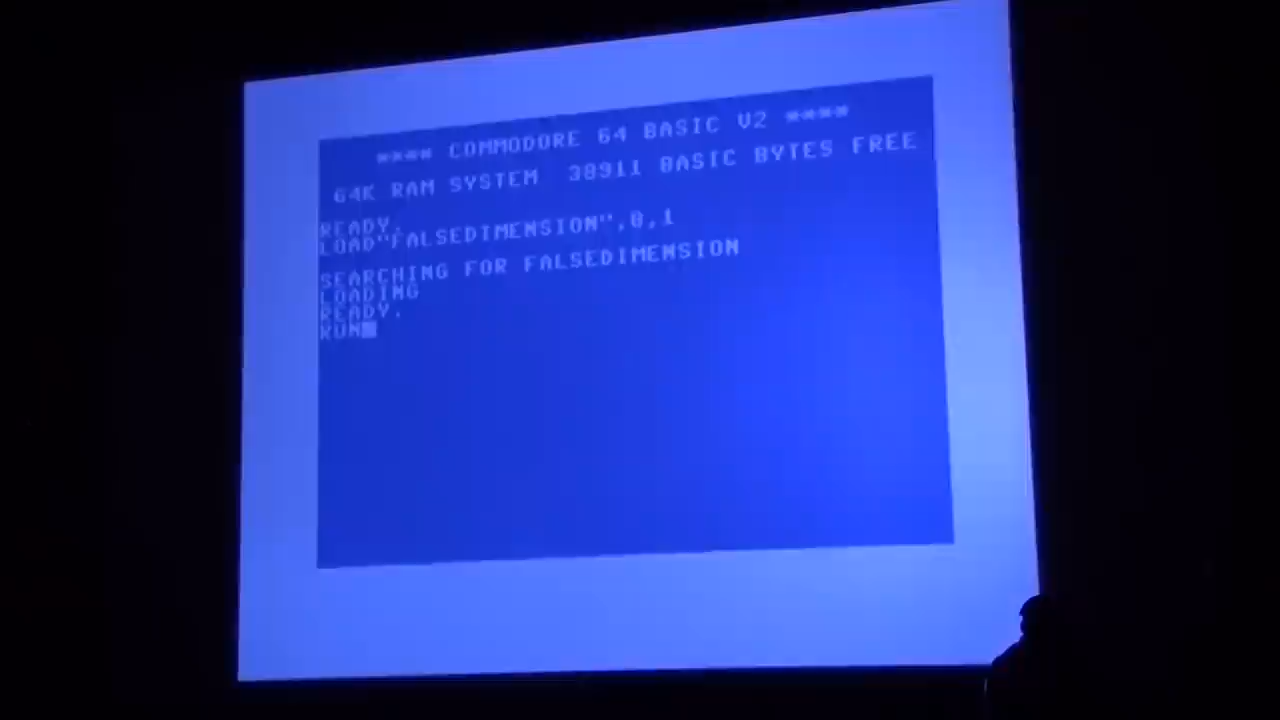 **** COMMODORE 64 BASIC V2 ****
64K RAM SYSTEM 38911 BASIC BYTES FREE
READY.
LOAD"FALSEDIMENSION",8,1
SEARCHING FOR FALSEDIMENSION
LOADING
READY.
RUN